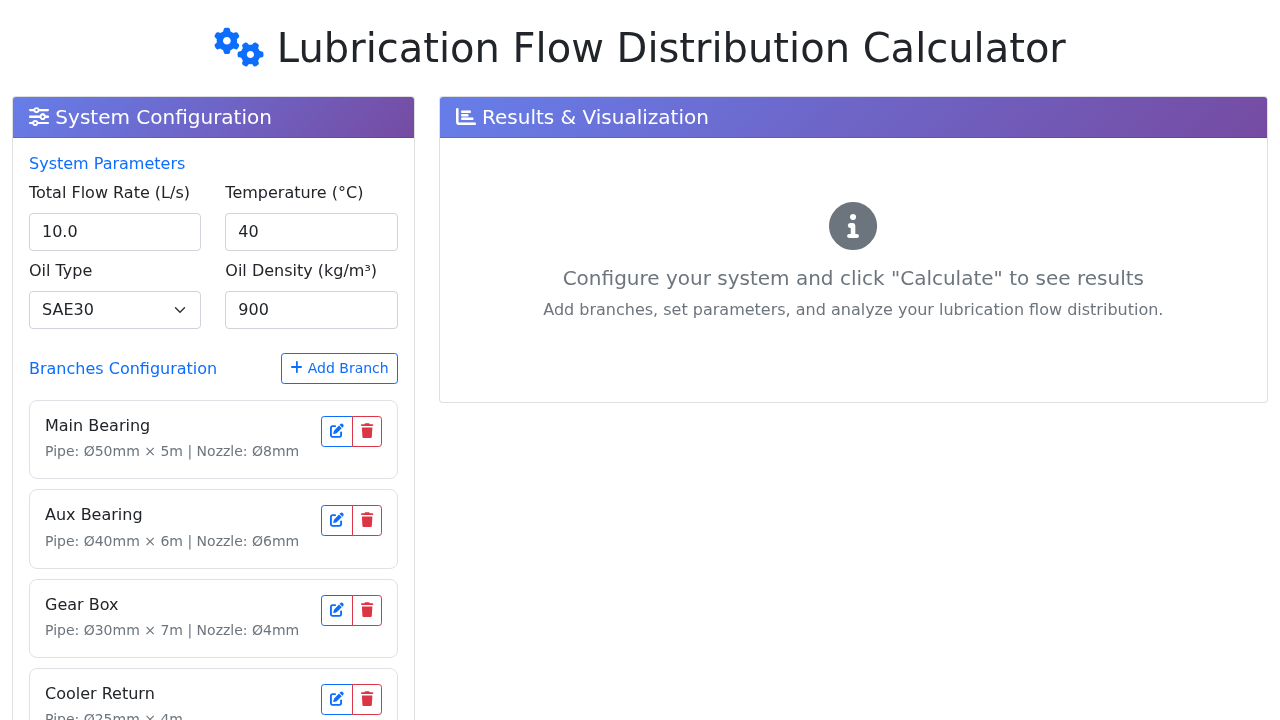 Lubrication Flow Distribution Calculator
System Configuration
System Parameters
Total Flow Rate (L/s)
Temperature (°C)
10.0
40
Oil Type
Oil Density (kg/m³)
SAE30
900
Branches Configuration
Add Branch
Main Bearing
Pipe: Ø50mm × 5m | Nozzle: Ø8mm
Aux Bearing
Pipe: Ø40mm × 6m | Nozzle: Ø6mm
Gear Box
Pipe: Ø30mm × 7m | Nozzle: Ø4mm
Cooler Return
Pipe: Ø25mm × 4m
Results & Visualization
Configure your system and click "Calculate" to see results
Add branches, set parameters, and analyze your lubrication flow distribution.